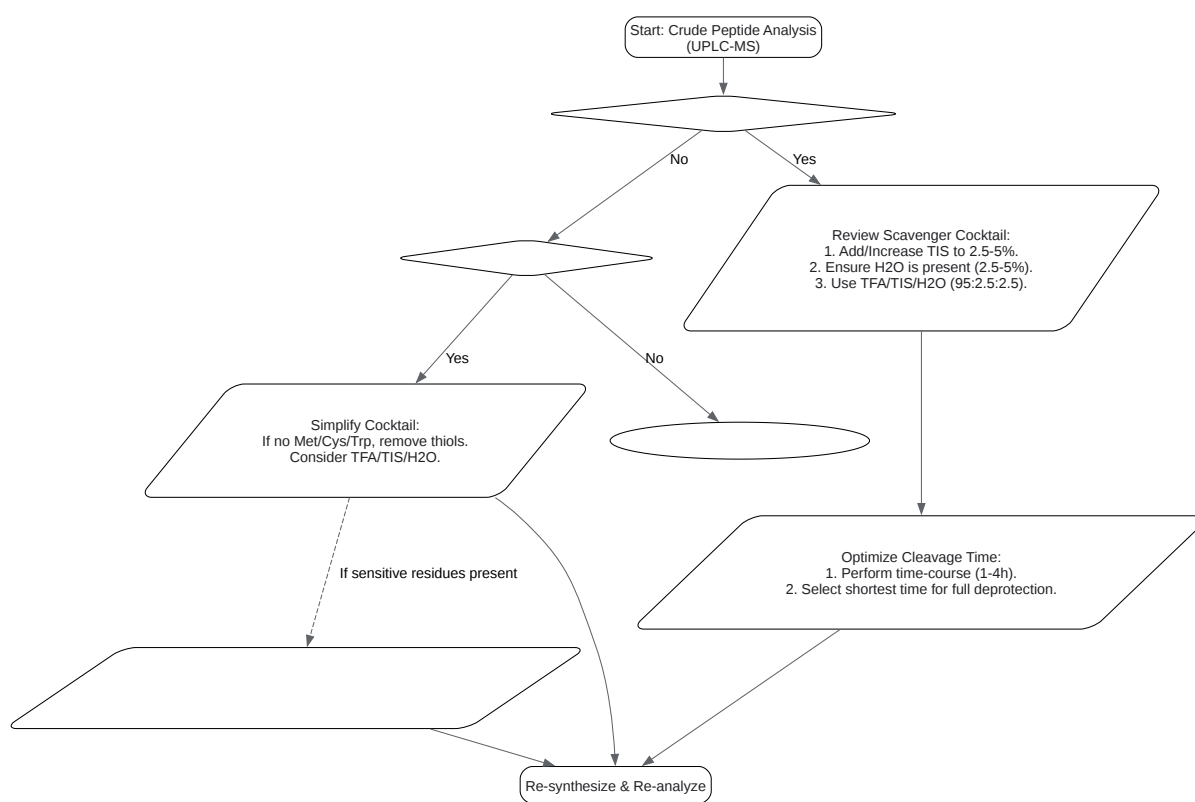 Start: Crude Peptide Analysis
(UPLC-MS)
No
Yes
Review Scavenger Cocktail:
1. Add/Increase TIS to 2.5-5%.
2. Ensure H2O is present (2.5-5%).
3. Use TFA/TIS/H2O (95:2.5:2.5).
Yes
No
Simplify Cocktail:
If no Met/Cys/Trp, remove thiols.
Consider TFA/TIS/H2O.
Optimize Cleavage Time:
1. Perform time-course (1-4h).
2. Select shortest time for full deprotection.
If sensitive residues present
Re-synthesize & Re-analyze